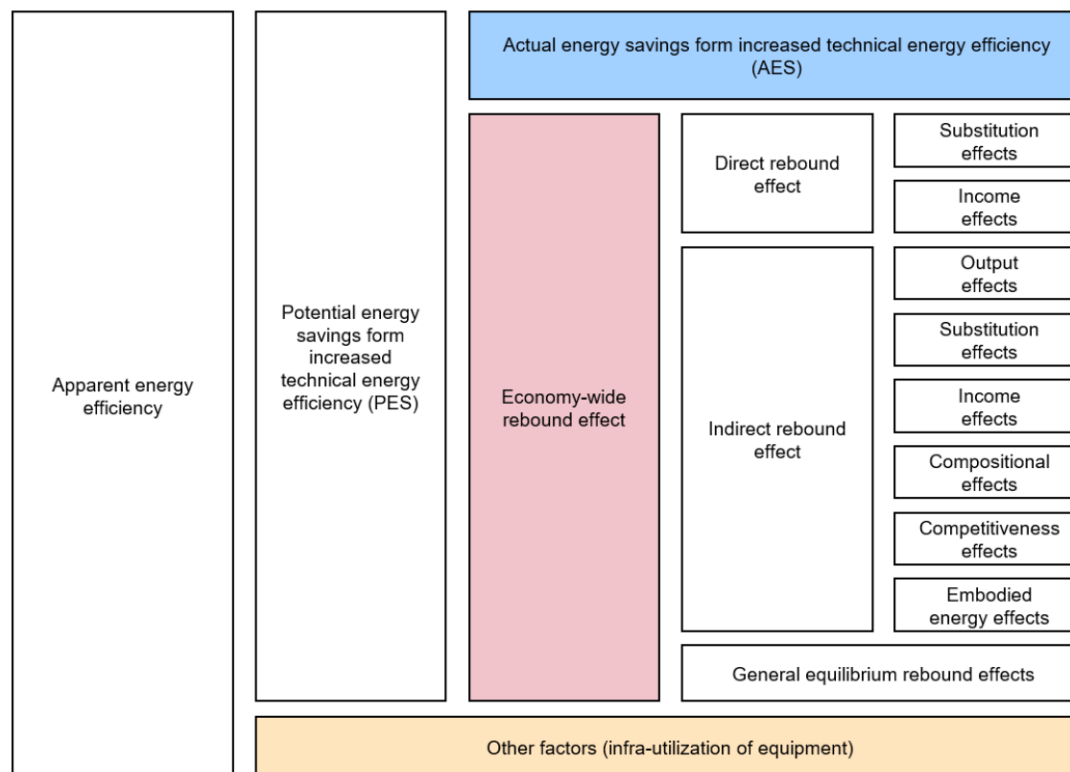 Actual energy savings form increased technical energy efficiency
(AES)
Substitution
effects
Direct rebound
effect
Income
effects
Output
effects
Potential energy
savings form
increased
technical energy
efficiency (PES)
Substitution
effects
Apparent energy
efficiency
Economy-wide
rebound effect
Indirect rebound
effect
Income
effects
Compositional
effects
Competitiveness
effects
Embodied
energy effects
General equilibrium rebound effects
Other factors (infra-utilization of equipment)